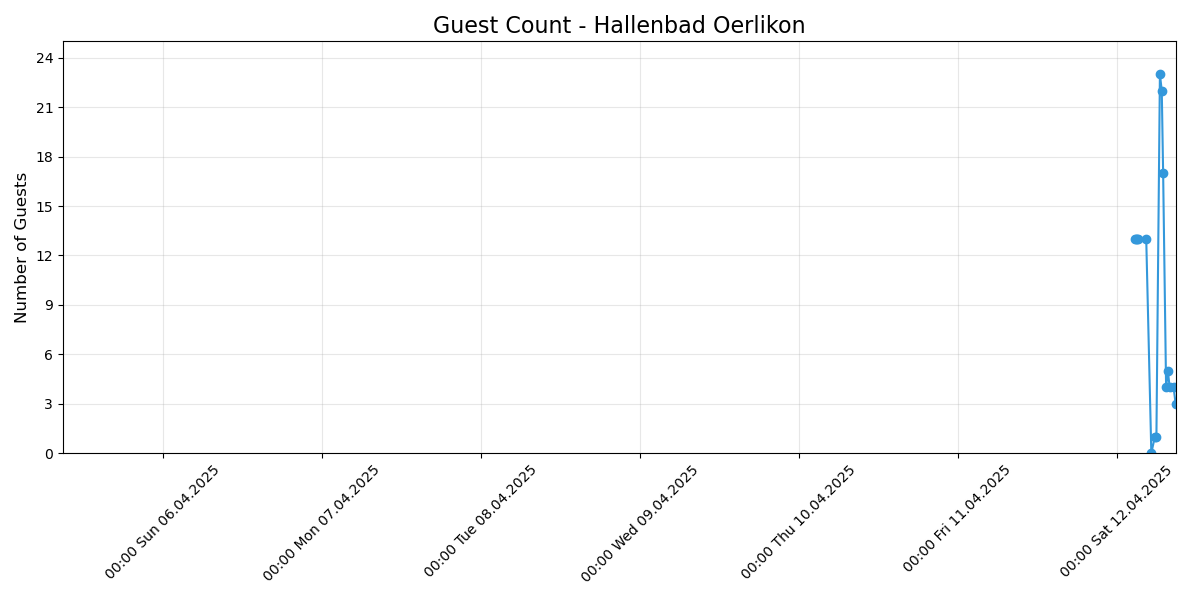 Guest Count - Hallenbad Oerlikon
Number of Guests
24
21
18
15
12
9
6
3
0
00:00 Sun 06.04.2025
00:00 Mon 07.04.2025
00:00 Tue 08.04.2025
00:00 Wed 09.04.2025
00:00 Thu 10.04.2025
00:00 Fri 11.04.2025
00:00 Sat 12.04.2025